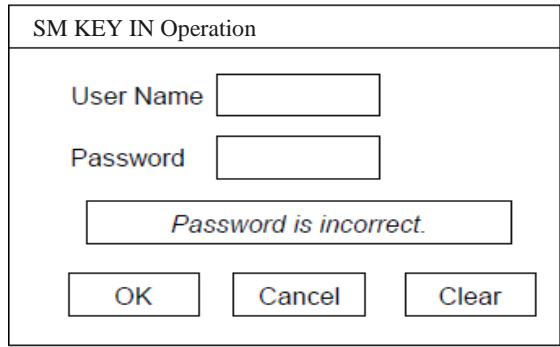 SM KEY IN Operation
User Name
Password
Password is incorrect.
OK Cancel Clear